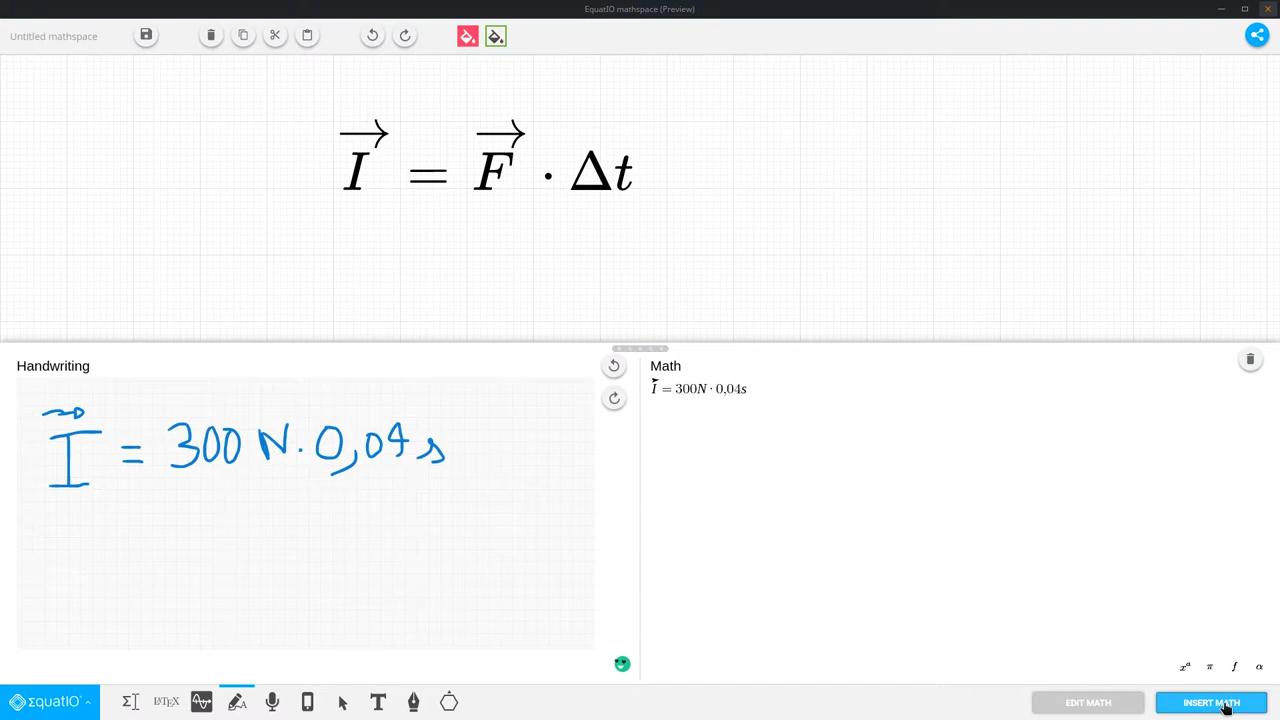 EquatIO mathspace (Preview)
Untitled mathspace
I⃗ = F⃗ · Δt
Handwriting
I⃗ = 300 N · 0,04 s
Math
I⃗ = 300N · 0,04s
xᵃ π f α
EQUATIO
LATEX
T
EDIT MATH
INSERT MATH